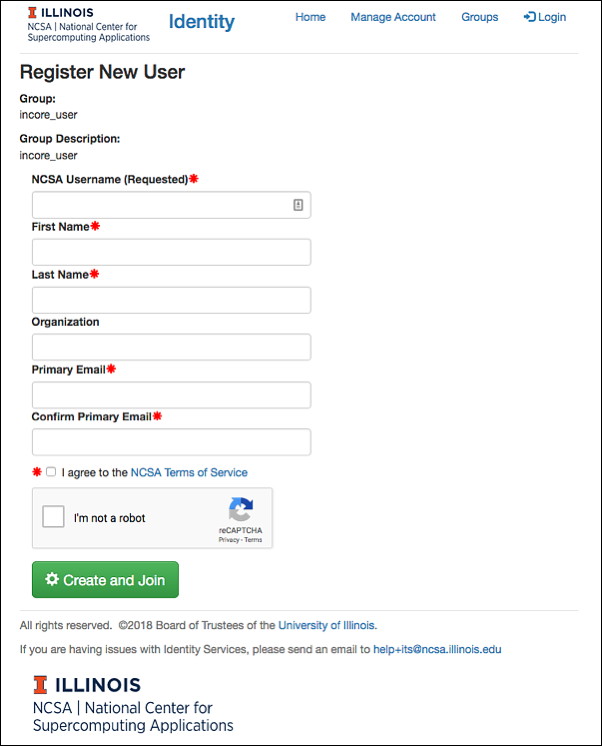 ILLINOIS
NCSA | National Center for
Supercomputing Applications
Identity
Home
Manage Account
Groups
Login
Register New User
Group:
incore_user
Group Description:
incore_user
NCSA Username (Requested)
First Name
Last Name
Organization
Primary Email
Confirm Primary Email
I agree to the NCSA Terms of Service
I'm not a robot
reCAPTCHA
Privacy - Terms
Create and Join
All rights reserved. ©2018 Board of Trustees of the University of Illinois.
If you are having issues with Identity Services, please send an email to help+its@ncsa.illinois.edu
ILLINOIS
NCSA | National Center for
Supercomputing Applications